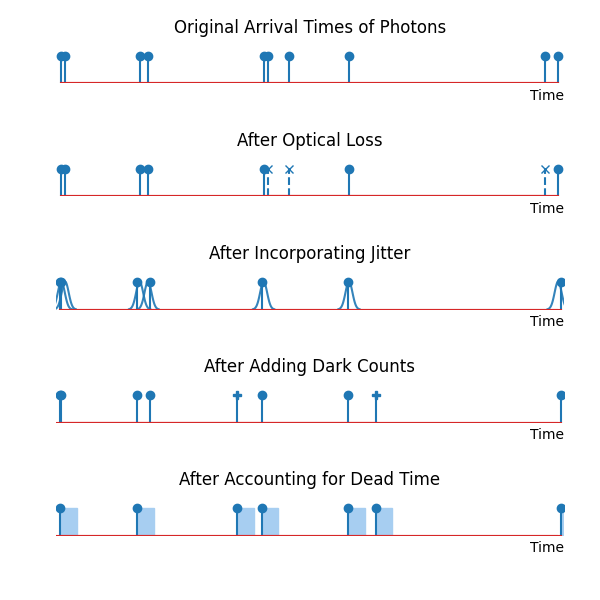 Original Arrival Times of Photons
Time
After Optical Loss
Time
After Incorporating Jitter
Time
After Adding Dark Counts
Time
After Accounting for Dead Time
Time